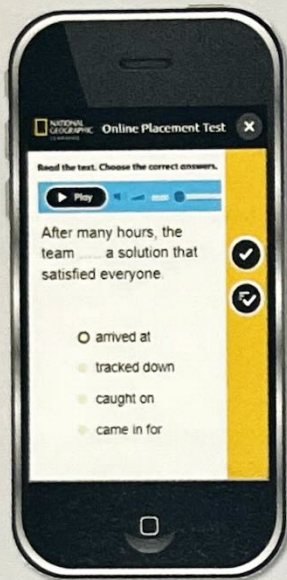 NATIONAL
GEOGRAPHIC
LEARNING
Online Placement Test
Read the text. Choose the correct answers.
Play
After many hours, the
team ..... a solution that
satisfied everyone.
arrived at
tracked down
caught on
came in for